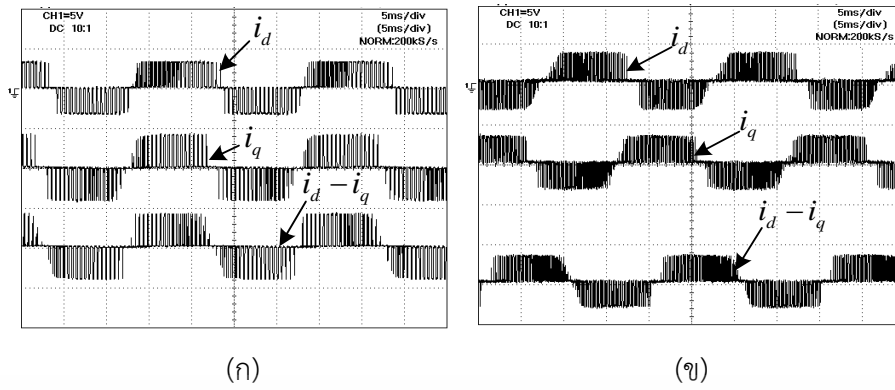 CH1=5V
DC 10:1
5ms/div
(5ms/div)
NORM:200kS/s
i_d
i_q
i_d − i_q
(ก)
CH1=5V
DC 10:1
5ms/div
(5ms/div)
NORM:200kS/s
i_d
i_q
i_d − i_q
(ข)